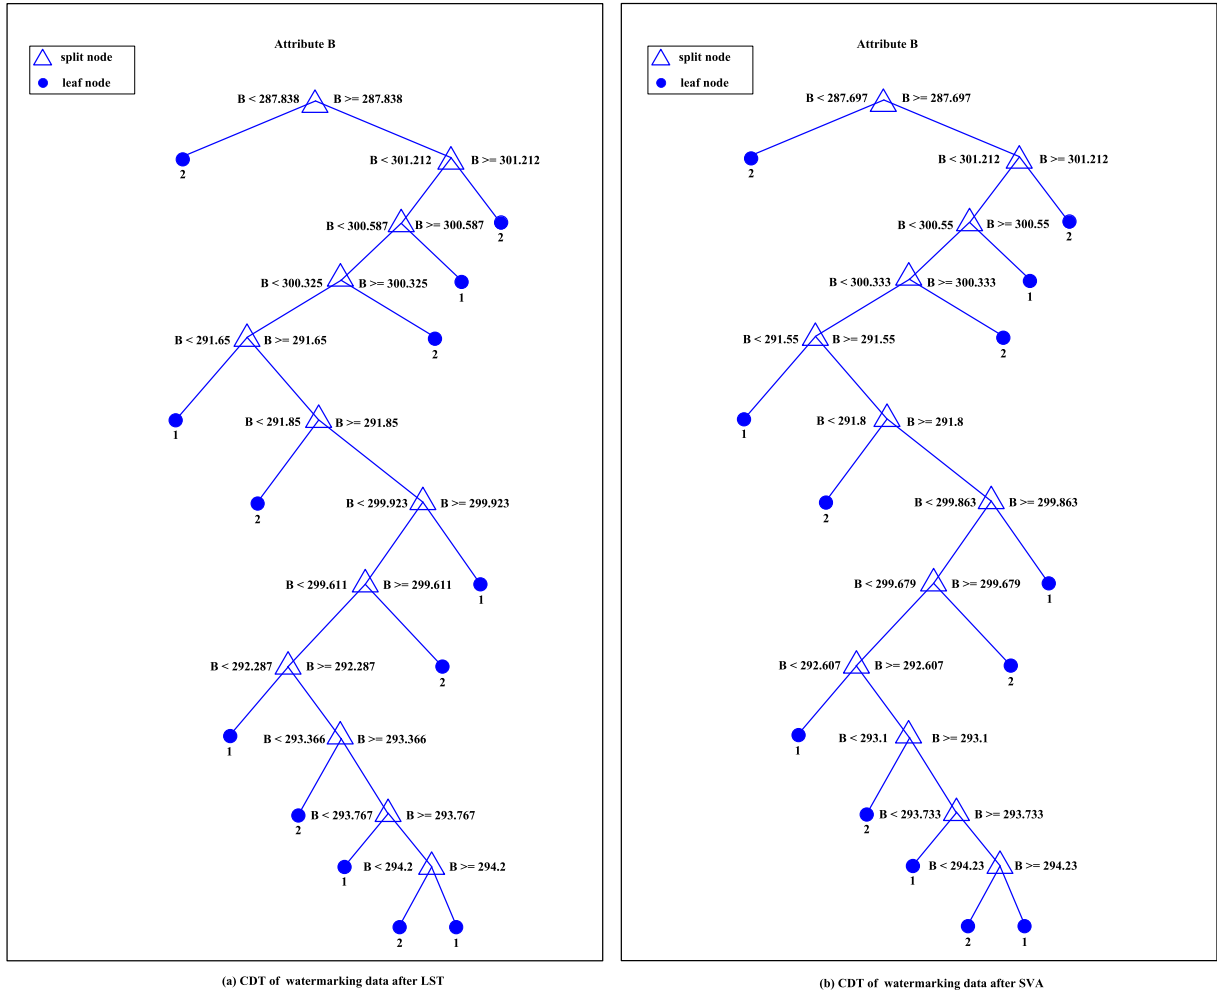 Attribute B
split node
leaf node
B < 287.838 B >= 287.838
2
B < 301.212 B >= 301.212
B < 300.587 B >= 300.587
2
B < 300.325 B >= 300.325
1
B < 291.65 B >= 291.65
2
1
B < 291.85 B >= 291.85
2
B < 299.923 B >= 299.923
B < 299.611 B >= 299.611
1
B < 292.287 B >= 292.287
2
1
B < 293.366 B >= 293.366
2
B < 293.767 B >= 293.767
1
B < 294.2 B >= 294.2
2 1
(a) CDT of watermarking data after LST
Attribute B
split node
leaf node
B < 287.697 B >= 287.697
2
B < 301.212 B >= 301.212
B < 300.55 B >= 300.55
2
B < 300.333 B >= 300.333
1
B < 291.55 B >= 291.55
2
1
B < 291.8 B >= 291.8
2
B < 299.863 B >= 299.863
B < 299.679 B >= 299.679
1
B < 292.607 B >= 292.607
2
1
B < 293.1 B >= 293.1
2
B < 293.733 B >= 293.733
1
B < 294.23 B >= 294.23
2 1
(b) CDT of watermarking data after SVA